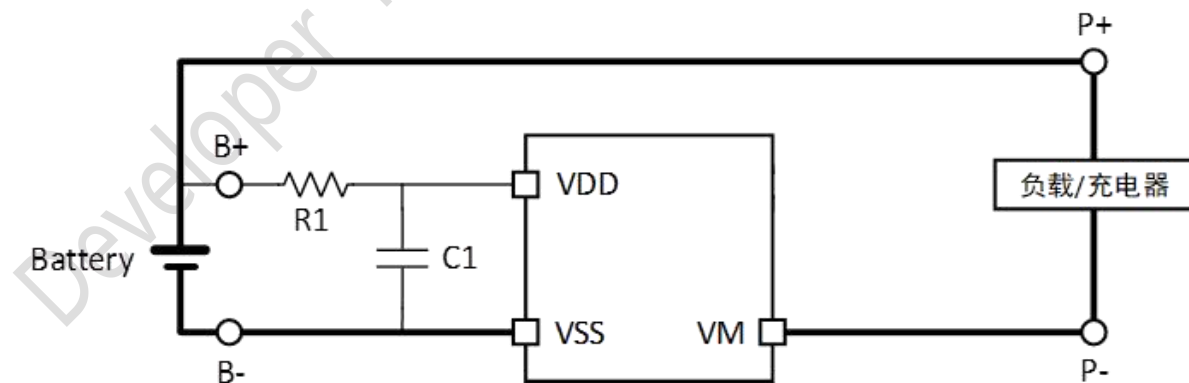 P+
B+
R1
VDD
负载/充电器
Battery
C1
VSS
VM
B-
P-
Developer